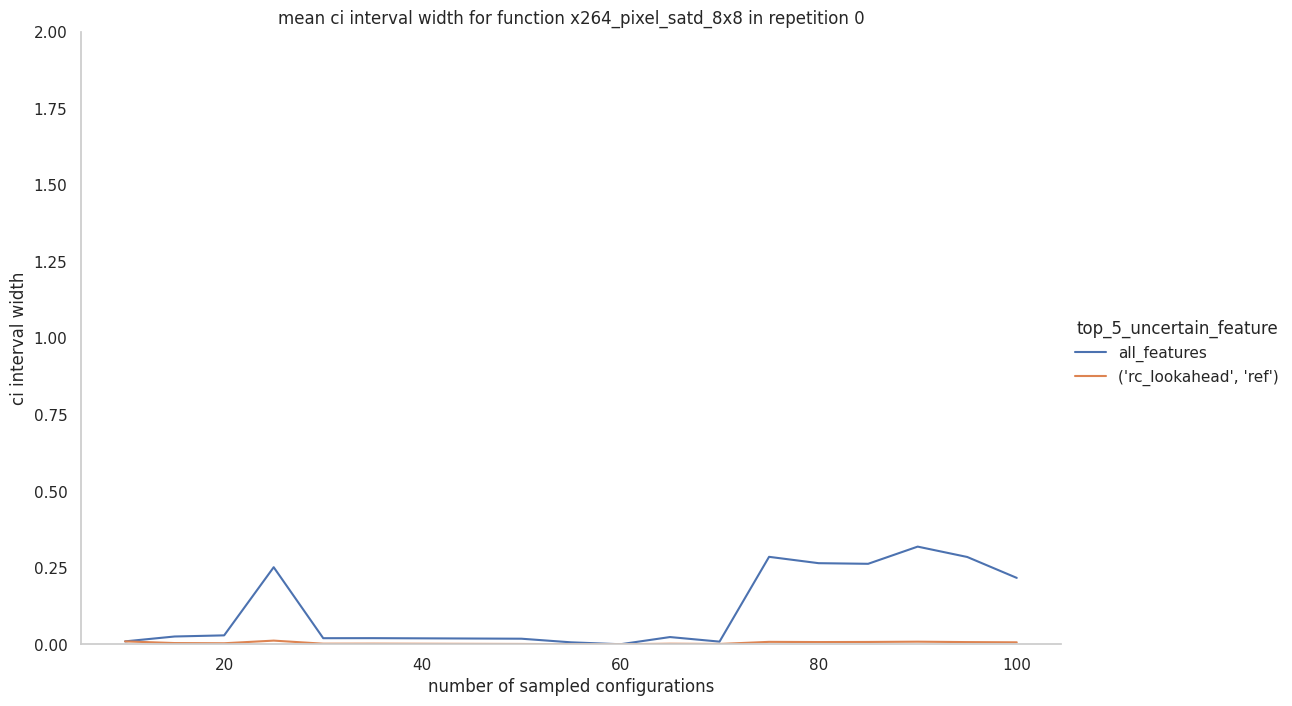 mean ci interval width for function x264_pixel_satd_8x8 in repetition 0
2.00
1.75
1.50
1.25
1.00
0.75
0.50
0.25
0.00
ci interval width
20
40
60
80
100
number of sampled configurations
top_5_uncertain_feature
all_features
('rc_lookahead', 'ref')